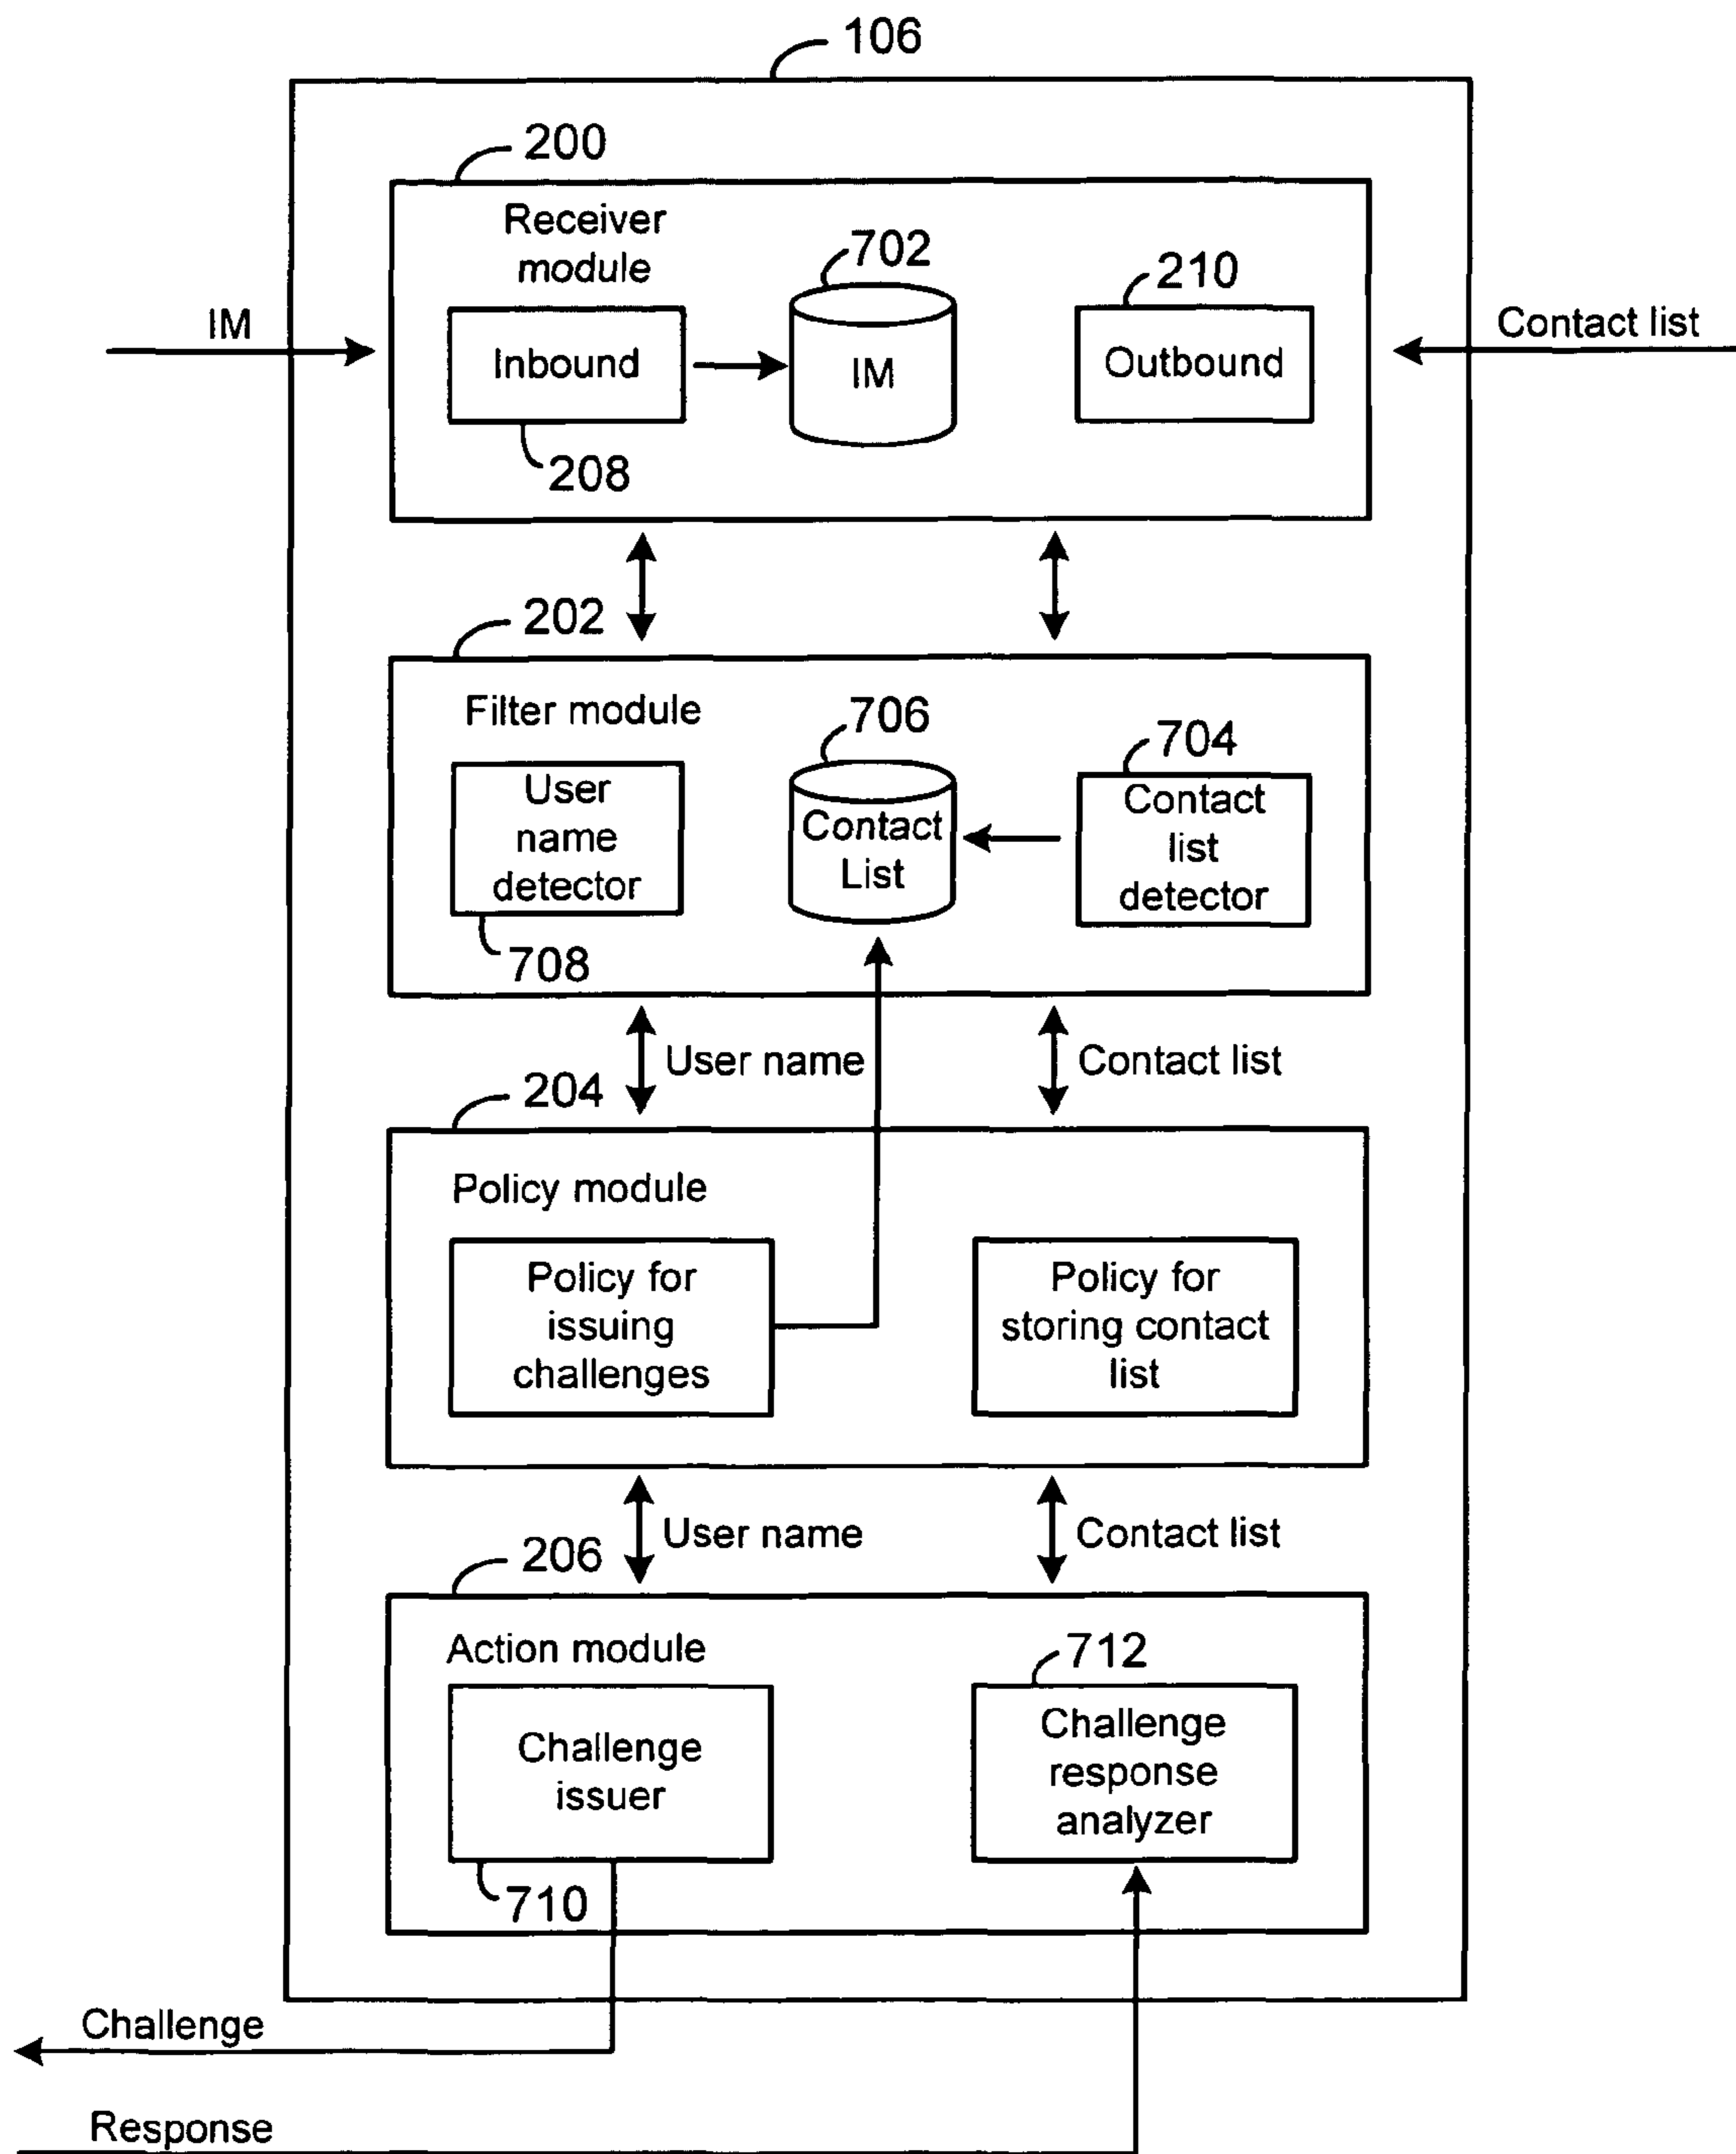 106
200
Receiver
module
702
210
IM
Inbound
IM
Outbound
Contact list
208
202
Filter module
706
704
User
name
detector
Contact
List
Contact
list
detector
708
User name
Contact list
204
Policy module
Policy for
issuing
challenges
Policy for
storing contact
list
User name
Contact list
206
Action module
712
Challenge
issuer
Challenge
response
analyzer
710
Challenge
Response